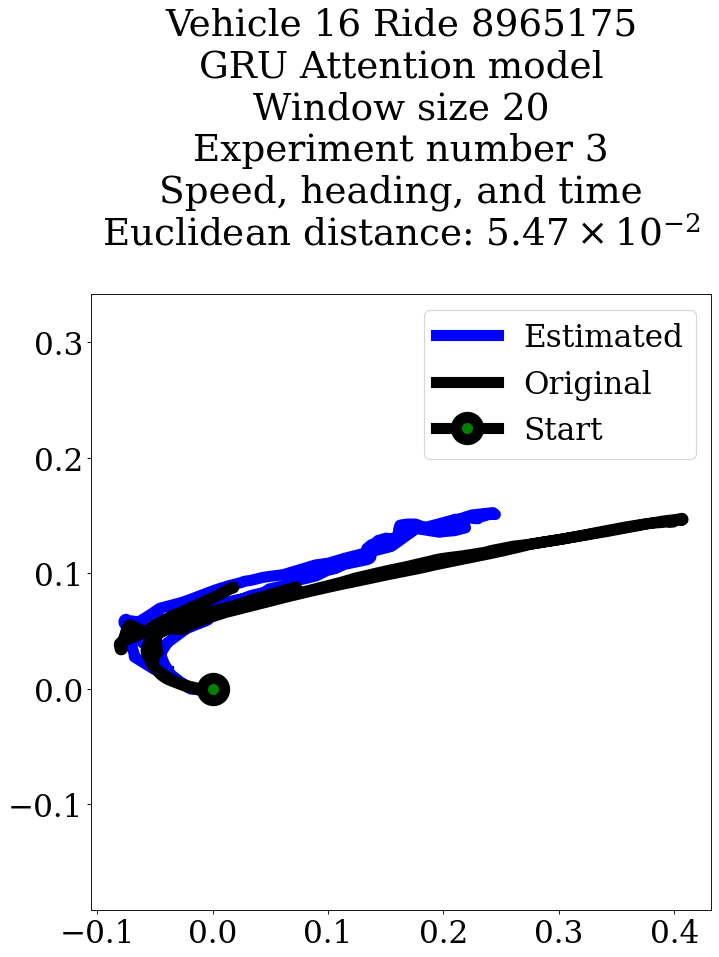 Vehicle 16 Ride 8965175
GRU Attention model
Window size 20
Experiment number 3
Speed, heading, and time
Euclidean distance: 5.47 × 10⁻²
Estimated
Original
Start
0.3
0.2
0.1
0.0
−0.1
−0.1 0.0 0.1 0.2 0.3 0.4